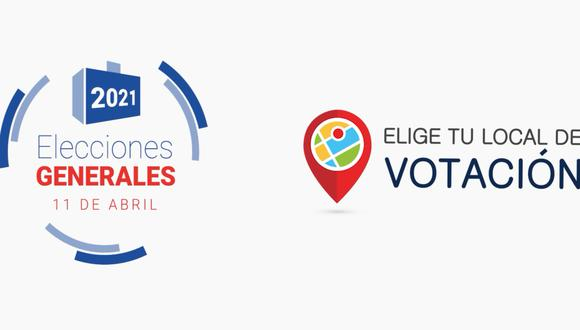 2021
Elecciones
GENERALES
11 DE ABRIL
ELIGE TU LOCAL DE
VOTACIÓN